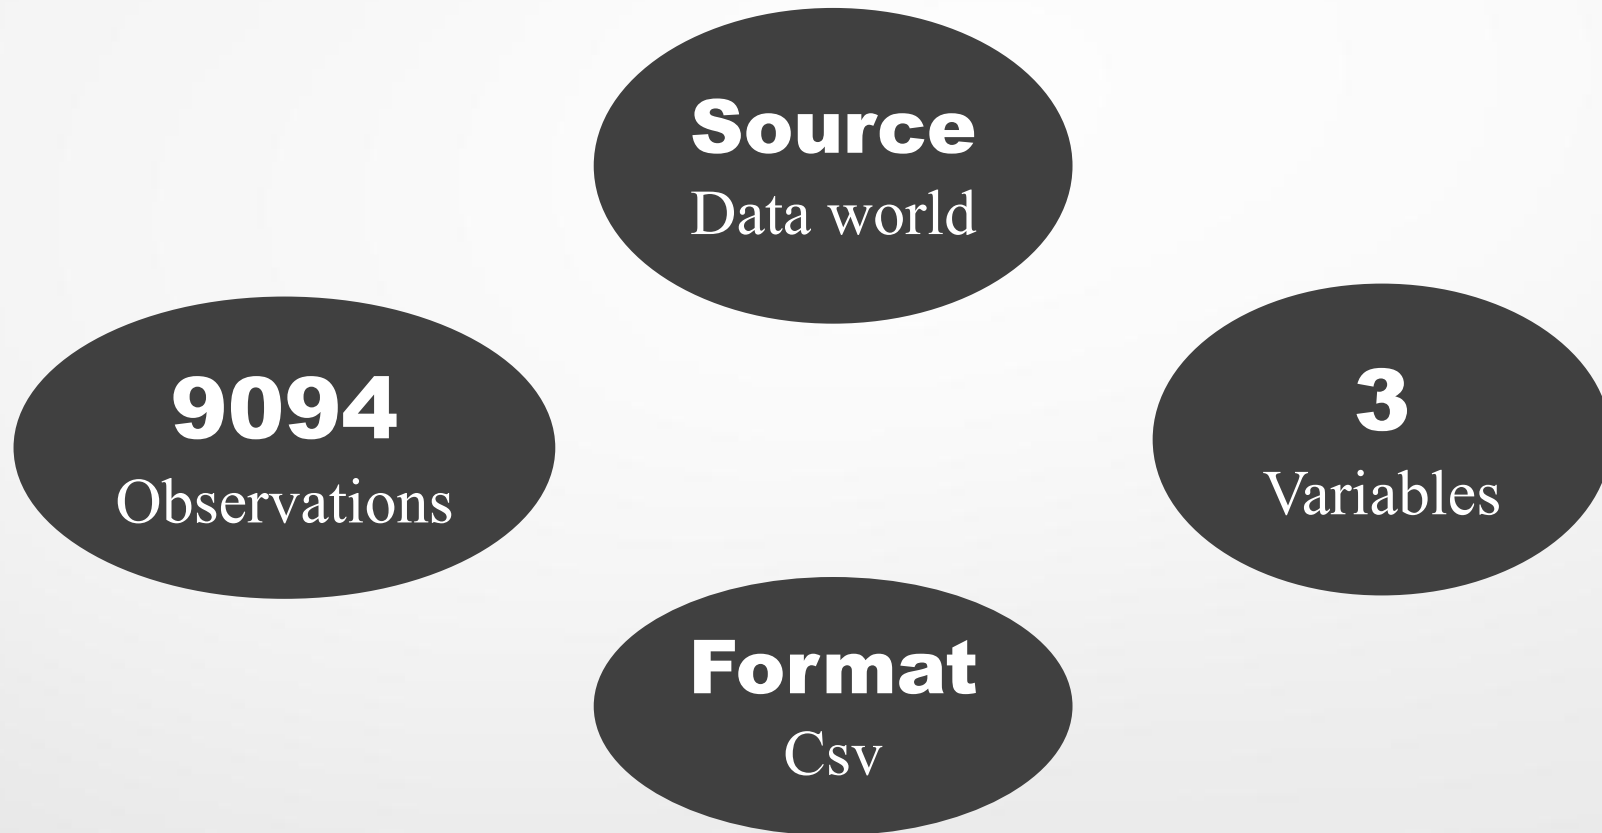 Source
Data world
9094
Observations
3
Variables
Format
Csv